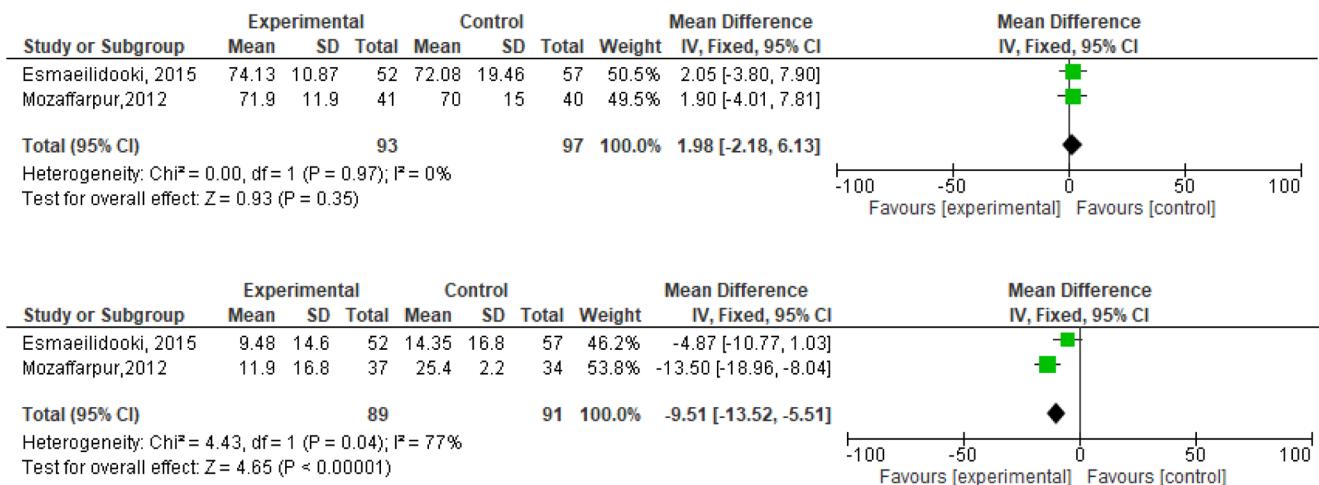 Experimental Control Mean Difference Mean Difference
Study or Subgroup Mean SD Total Mean SD Total Weight IV, Fixed, 95% CI IV, Fixed, 95% CI
Esmaeilidooki, 2015 74.13 10.87 52 72.08 19.46 57 50.5% 2.05 [-3.80, 7.90]
Mozaffarpur,2012 71.9 11.9 41 70 15 40 49.5% 1.90 [-4.01, 7.81]
Total (95% CI) 93 97 100.0% 1.98 [-2.18, 6.13]
Heterogeneity: Chi² = 0.00, df = 1 (P = 0.97); I² = 0%
Test for overall effect: Z = 0.93 (P = 0.35)
-100 -50 0 50 100
Favours [experimental] Favours [control]
Experimental Control Mean Difference Mean Difference
Study or Subgroup Mean SD Total Mean SD Total Weight IV, Fixed, 95% CI IV, Fixed, 95% CI
Esmaeilidooki, 2015 9.48 14.6 52 14.35 16.8 57 46.2% -4.87 [-10.77, 1.03]
Mozaffarpur,2012 11.9 16.8 37 25.4 2.2 34 53.8% -13.50 [-18.96, -8.04]
Total (95% CI) 89 91 100.0% -9.51 [-13.52, -5.51]
Heterogeneity: Chi² = 4.43, df = 1 (P = 0.04); I² = 77%
Test for overall effect: Z = 4.65 (P < 0.00001)
-100 -50 0 50 100
Favours [experimental] Favours [control]